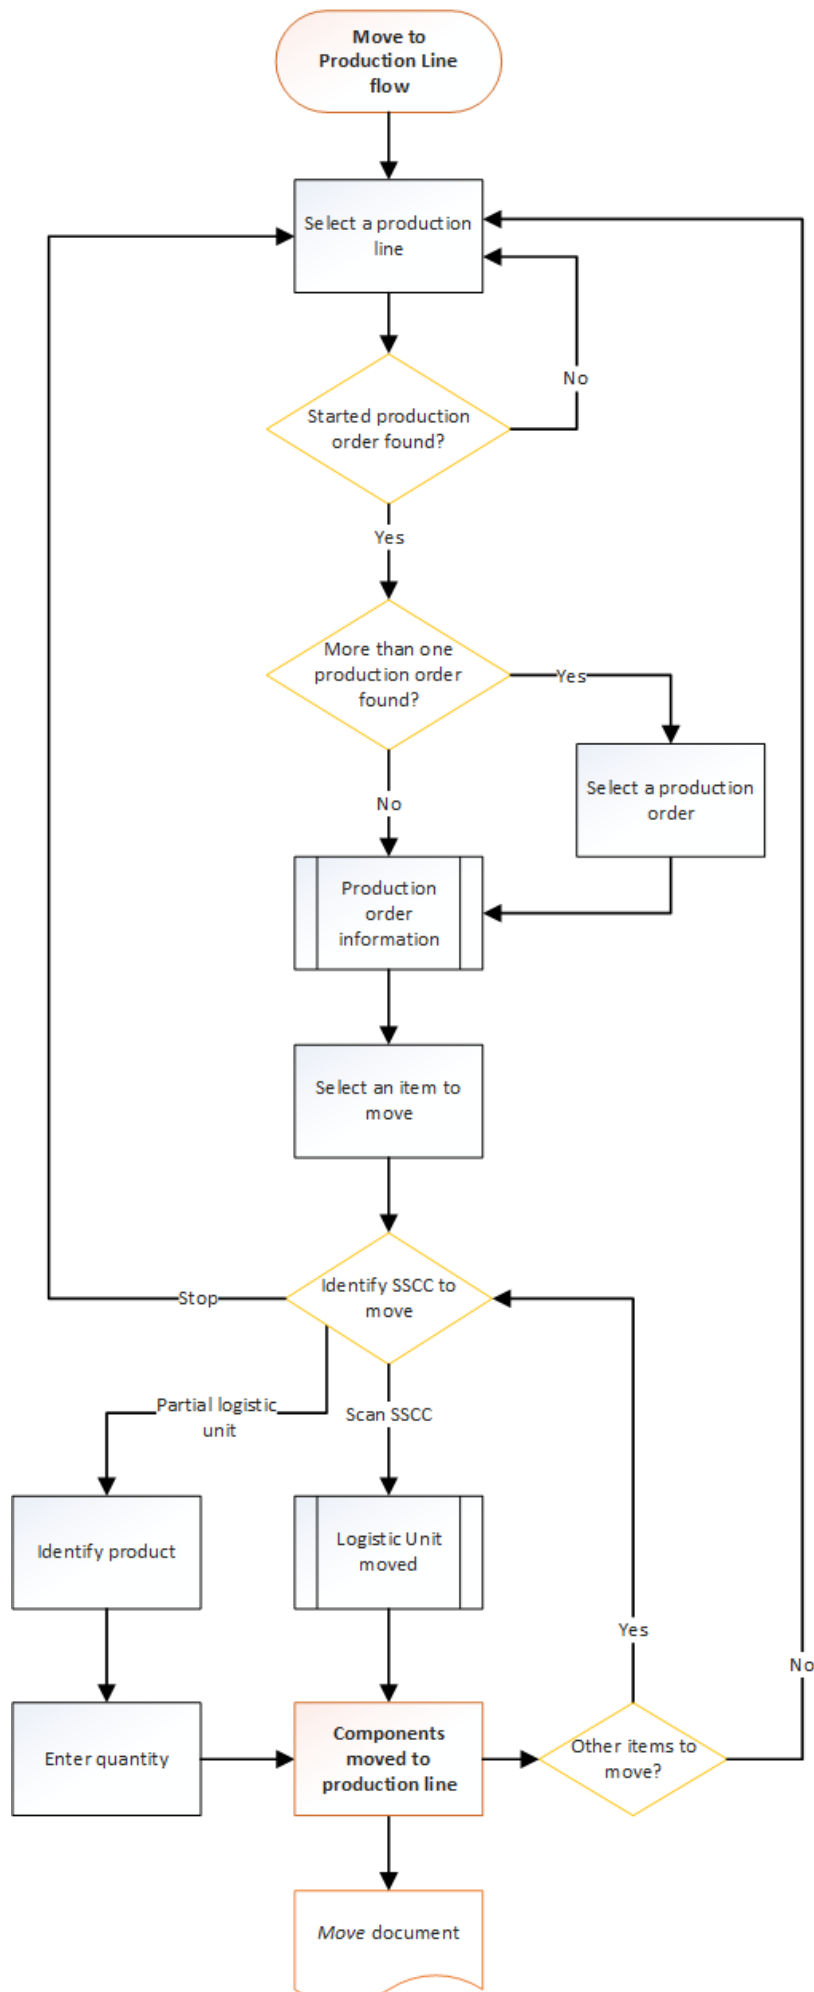 Move to
Production Line
flow
Select a production
line
No
Started production
order found?
Yes
More than one
production order
found?
Yes
Select a production
order
No
Production
order
information
Select an item to
move
Identify SSCC to
move
Stop
Partial logistic
unit
Scan SSCC
Identify product
Logistic Unit
moved
Yes
No
Enter quantity
Components
moved to
production line
Other items to
move?
Move document